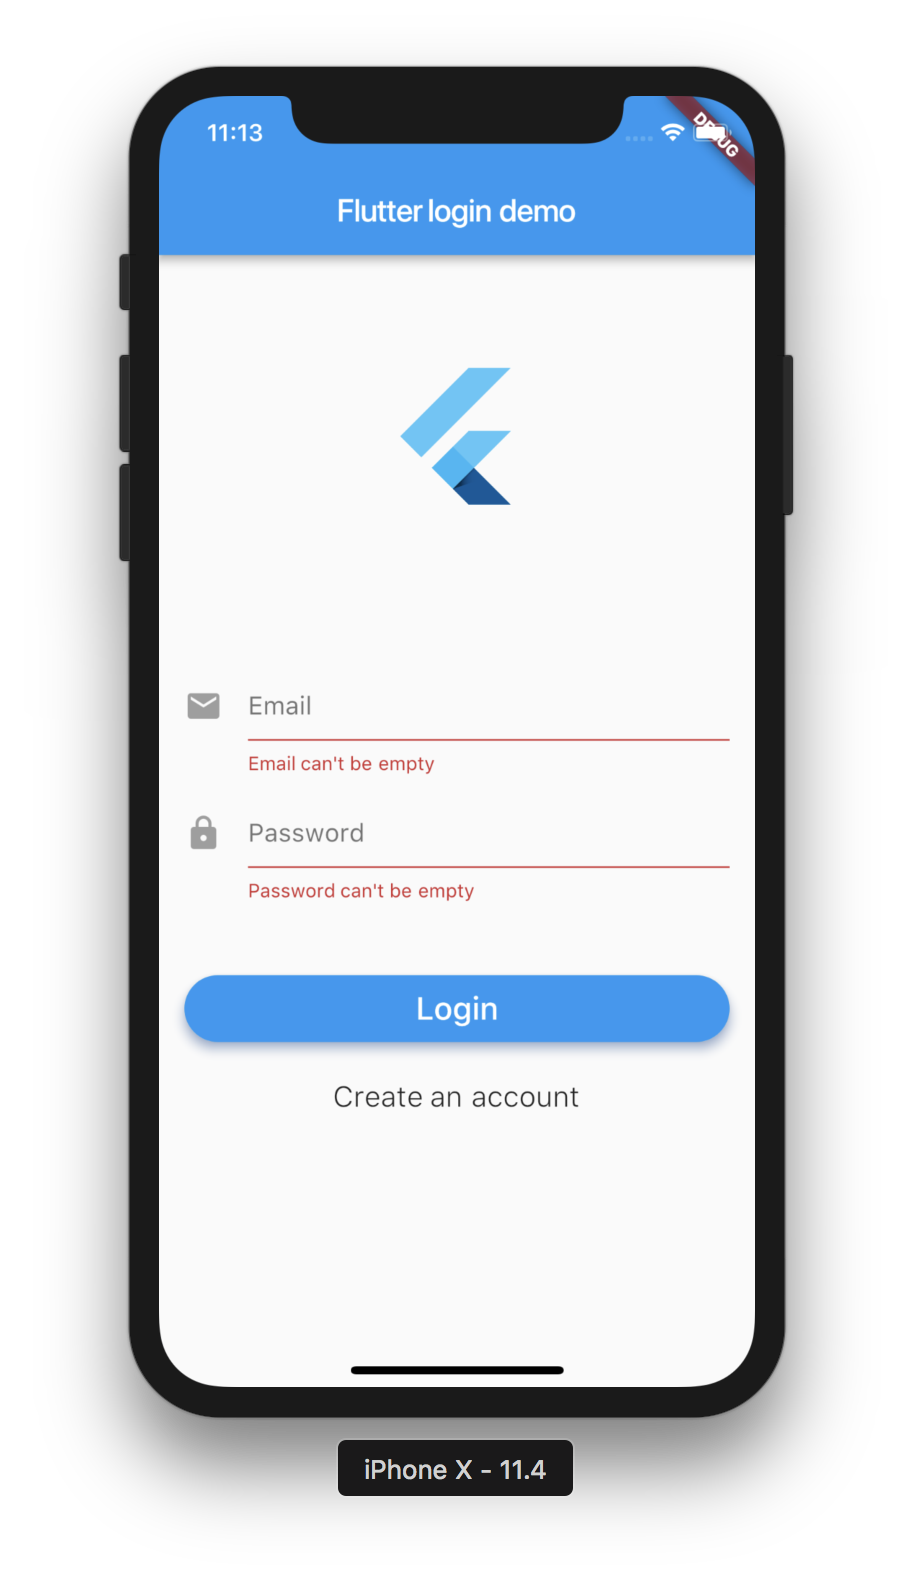 11:13
DEBUG
Flutter login demo
Email
Email can't be empty
Password
Password can't be empty
Login
Create an account
iPhone X - 11.4